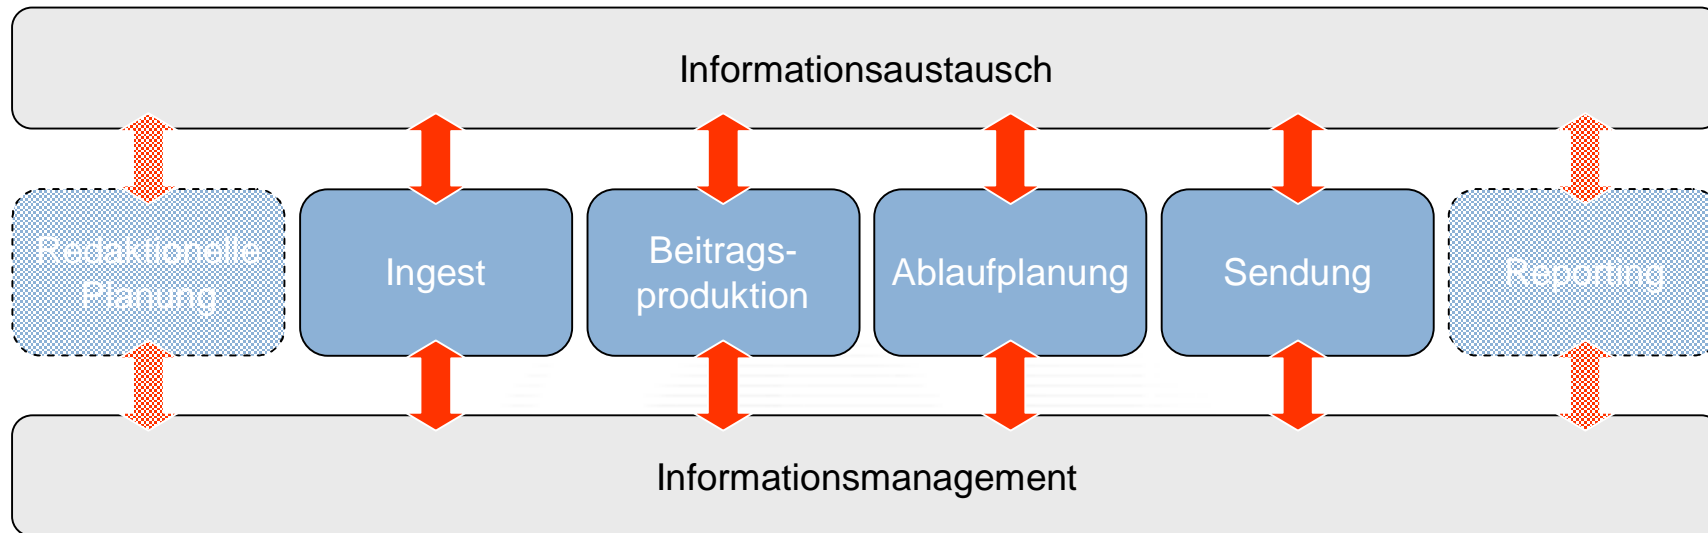 Informationsaustausch
Redaktionelle
Planung
Ingest
Beitrags-
produktion
Ablaufplanung
Sendung
Reporting
Informationsmanagement